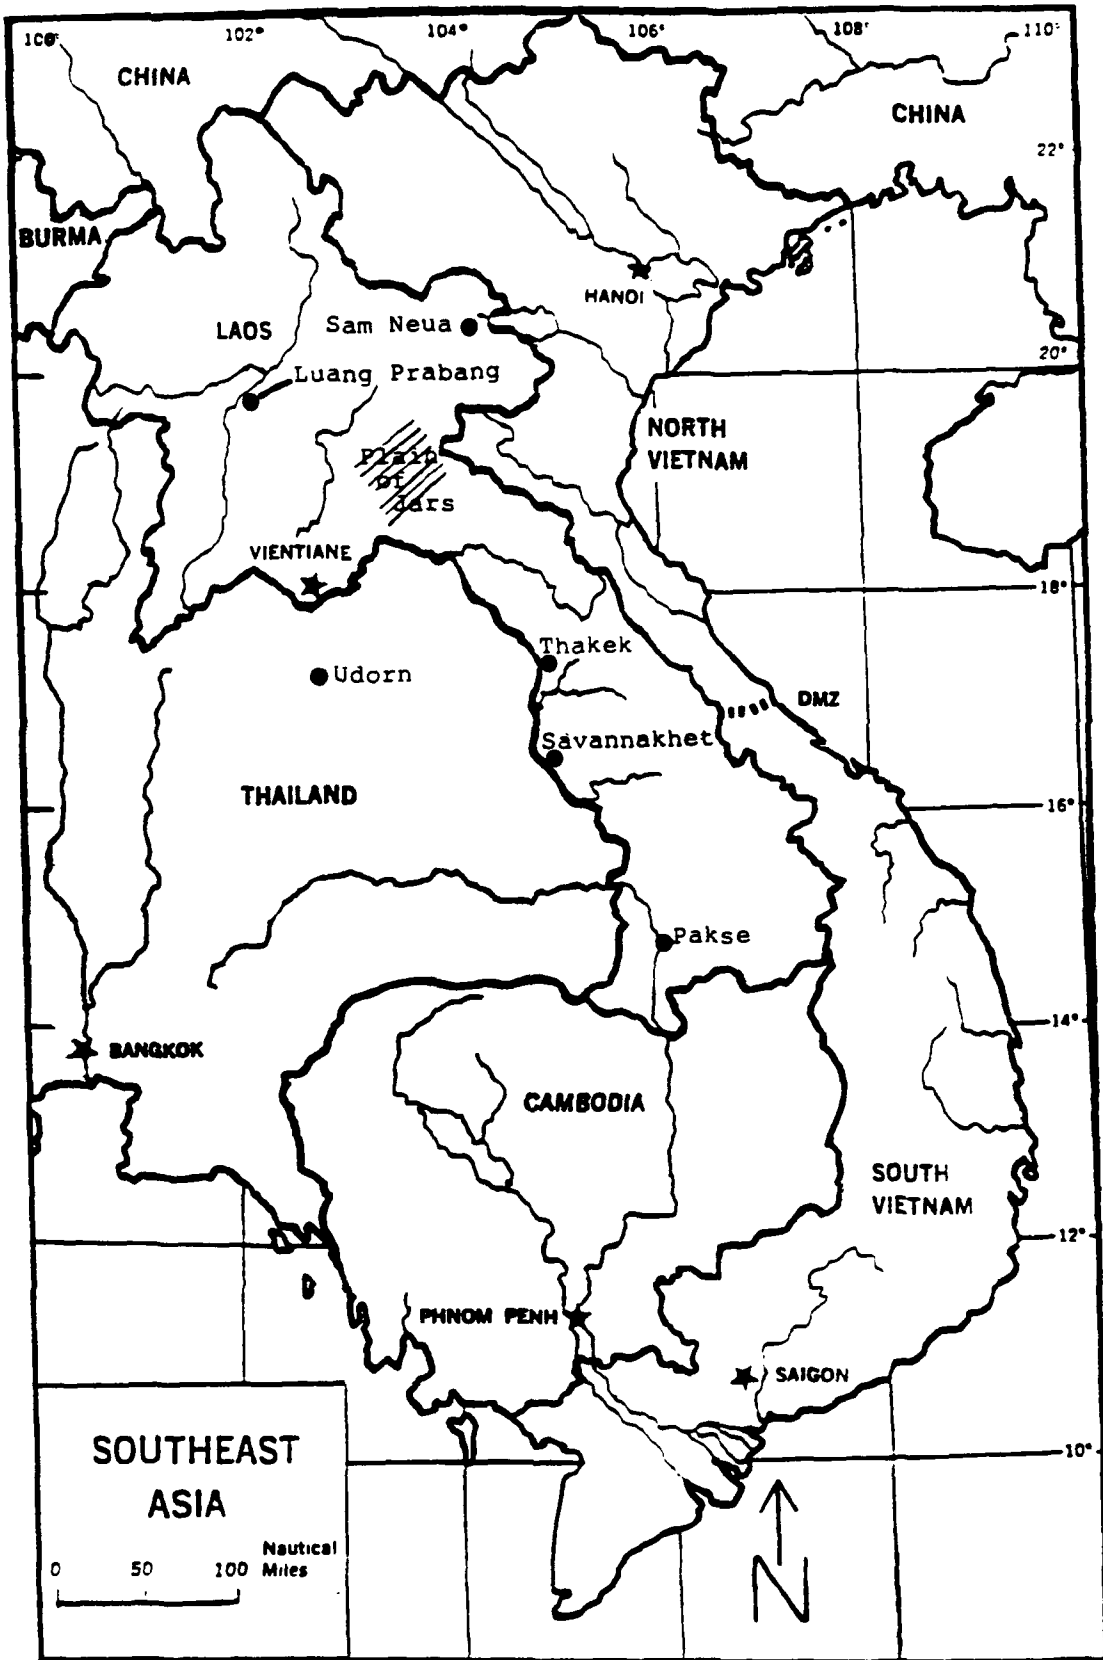 100° 102° 104° 106° 108° 110°
CHINA
CHINA
22°
BURMA
HANOI
LAOS
Sam Neua
20°
Luang Prabang
NORTH
VIETNAM
Plain
of
Jars
VIENTIANE
18°
Thakek
Udorn
DMZ
Savannakhet
THAILAND
16°
Pakse
14°
BANGKOK
CAMBODIA
SOUTH
VIETNAM
12°
PHNOM PENH
SAIGON
10°
SOUTHEAST
ASIA
0 50 100 Nautical
Miles
N